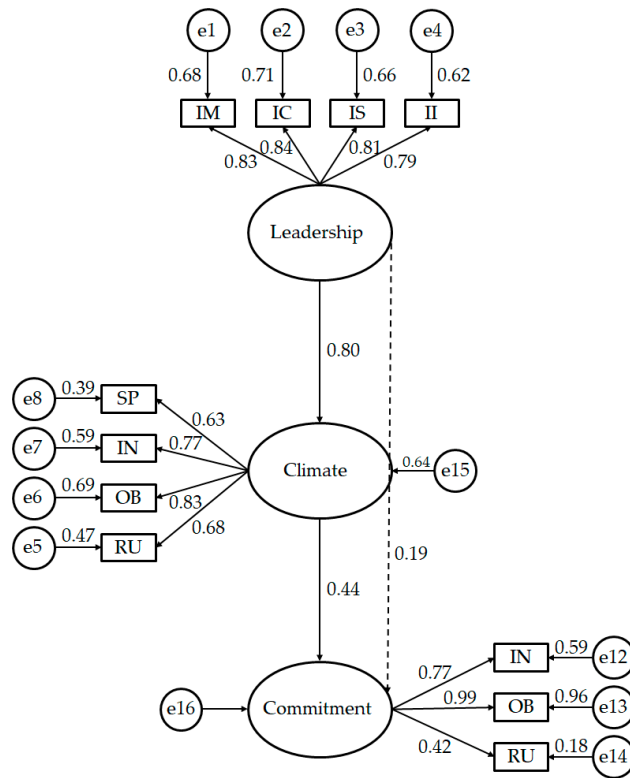 e1 e2 e3 e4
0.68 0.71 0.66 0.62
IM IC IS II
0.83 0.84 0.81 0.79
Leadership
0.80
e8 0.39 SP
0.63
e7 0.59 IN
0.77
Climate
0.64 e15
e6 0.69 OB
0.83
0.68
e5 0.47 RU
0.19
0.44
IN 0.59 e12
0.77
e16
Commitment
0.99 OB 0.96 e13
0.42
RU 0.18 e14